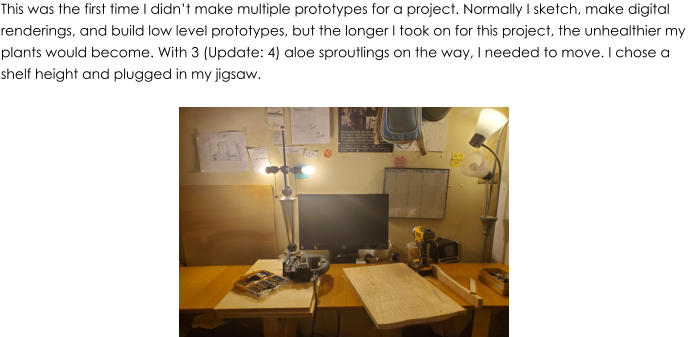 This was the first time I didn't make multiple prototypes for a project. Normally I sketch, make digital
renderings, and build low level prototypes, but the longer I took on for this project, the unhealthier my
plants would become. With 3 (Update: 4) aloe sproutlings on the way, I needed to move. I chose a
shelf height and plugged in my jigsaw.